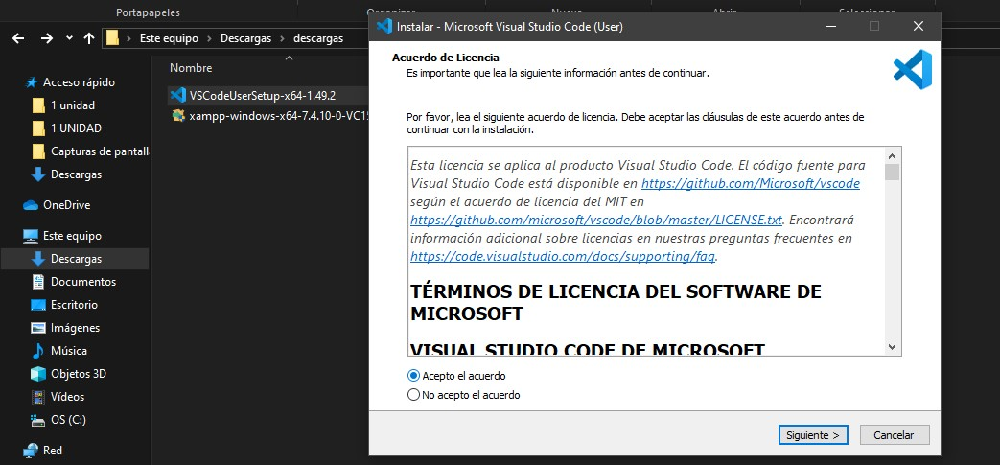 Portapapeles
Organizar
Nuevo
Abrir
Seleccionar
Este equipo > Descargas > descargas
Nombre
Acceso rápido
1 unidad
1 UNIDAD
Capturas de pantall
Descargas
OneDrive
Este equipo
Descargas
Documentos
Escritorio
Imágenes
Música
Objetos 3D
Vídeos
OS (C:)
Red
VSCodeUserSetup-x64-1.49.2
xampp-windows-x64-7.4.10-0-VC15
Instalar - Microsoft Visual Studio Code (User)
Acuerdo de Licencia
Es importante que lea la siguiente información antes de continuar.
Por favor, lea el siguiente acuerdo de licencia. Debe aceptar las cláusulas de este acuerdo antes de
continuar con la instalación.
Esta licencia se aplica al producto Visual Studio Code. El código fuente para
Visual Studio Code está disponible en https://github.com/Microsoft/vscode
según el acuerdo de licencia del MIT en
https://github.com/microsoft/vscode/blob/master/LICENSE.txt. Encontrará
información adicional sobre licencias en nuestras preguntas frecuentes en
https://code.visualstudio.com/docs/supporting/faq.
TÉRMINOS DE LICENCIA DEL SOFTWARE DE
MICROSOFT
VISUAL STUDIO CODE DE MICROSOFT
Acepto el acuerdo
No acepto el acuerdo
Siguiente >
Cancelar